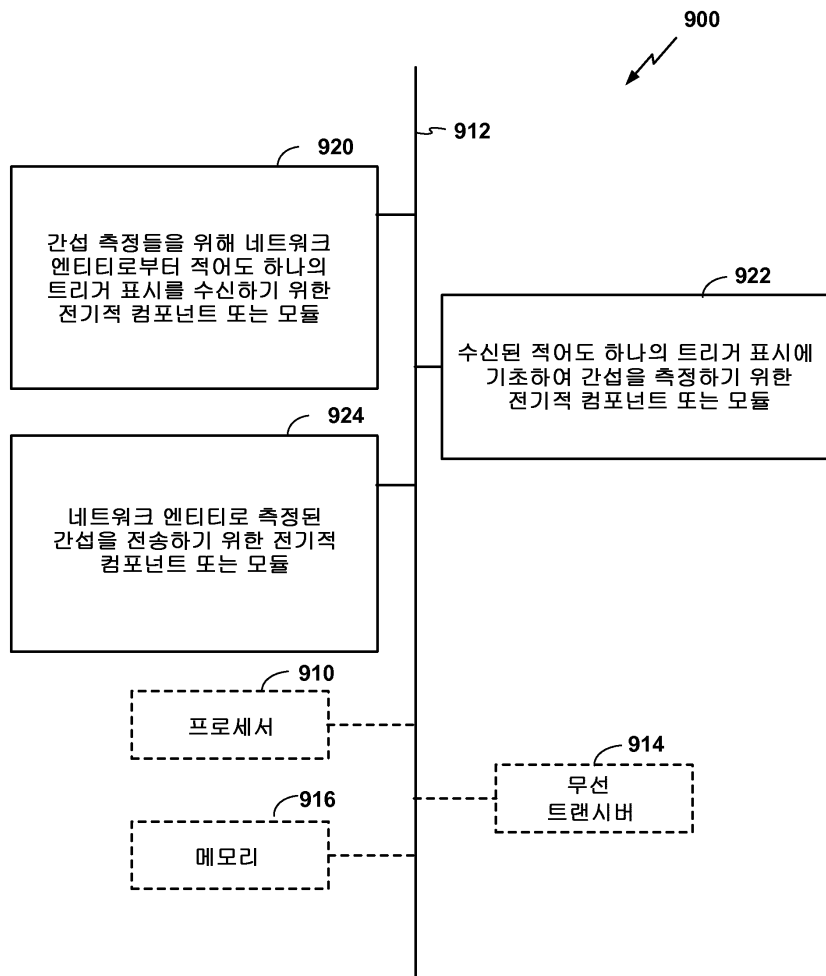 900
912
920
간섭 측정들을 위해 네트워크
엔티티로부터 적어도 하나의
트리거 표시를 수신하기 위한
전기적 컴포넌트 또는 모듈
922
수신된 적어도 하나의 트리거 표시에
기초하여 간섭을 측정하기 위한
전기적 컴포넌트 또는 모듈
924
네트워크 엔티티로 측정된
간섭을 전송하기 위한 전기적
컴포넌트 또는 모듈
910
프로세서
914
무선
트랜시버
916
메모리